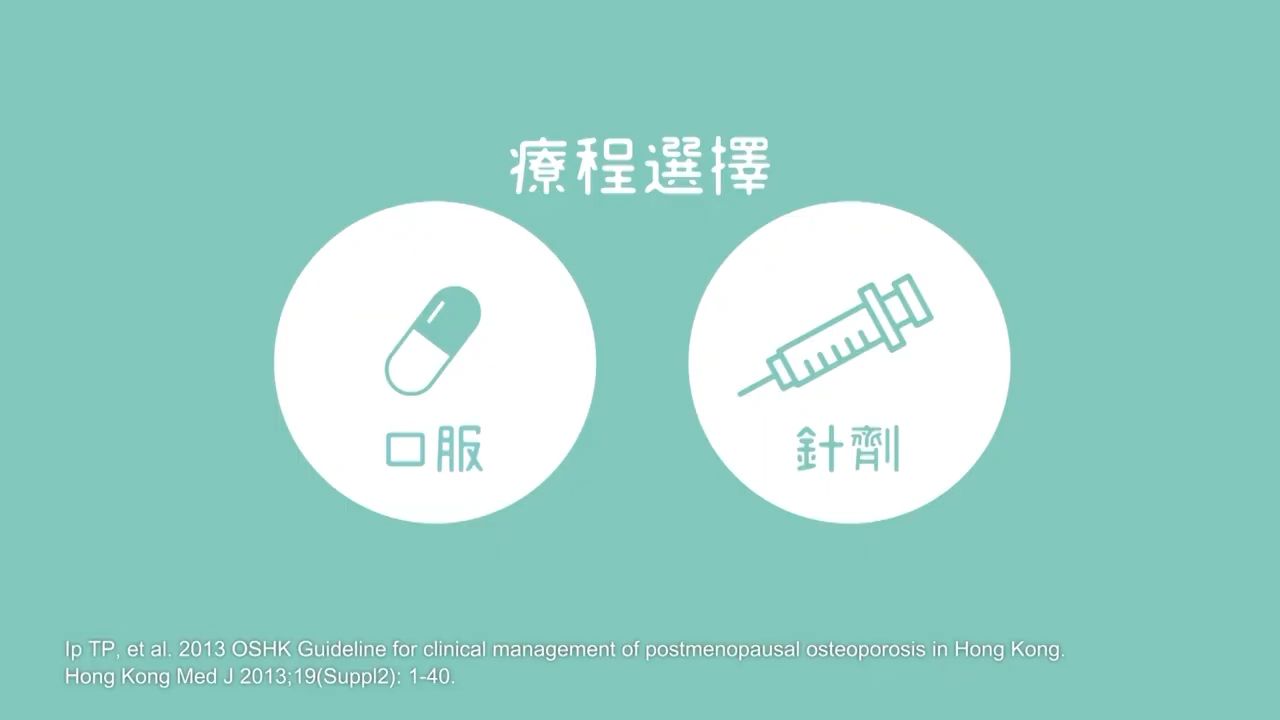 療程選擇
口服
針劑
Ip TP, et al. 2013 OSHK Guideline for clinical management of postmenopausal osteoporosis in Hong Kong.
Hong Kong Med J 2013;19(Suppl2): 1-40.